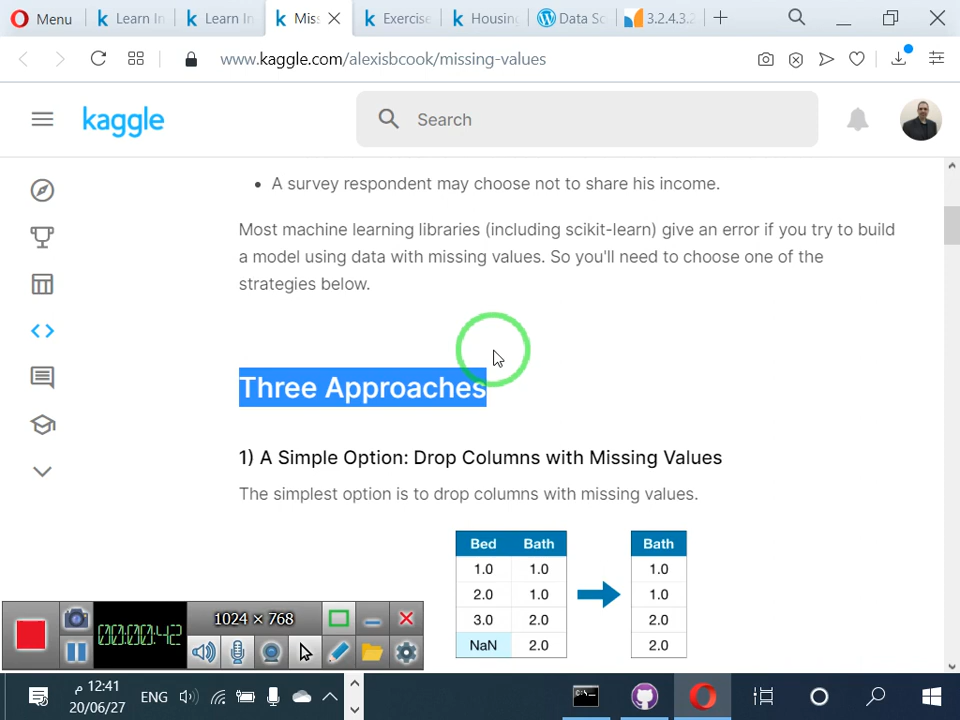 Menu
Learn In
Learn In
Mis
Exercise
Housing
Data Sc
3.2.4.3.2
www.kaggle.com/alexisbcook/missing-values
kaggle
Search
A survey respondent may choose not to share his income.
Most machine learning libraries (including scikit-learn) give an error if you try to build
a model using data with missing values. So you'll need to choose one of the
strategies below.
Three Approaches
1) A Simple Option: Drop Columns with Missing Values
The simplest option is to drop columns with missing values.
Bed Bath
1.0 1.0
2.0 1.0
3.0 2.0
NaN 2.0
Bath
1.0
1.0
2.0
2.0
1024 × 768
00:00:42
12:41 م
20/06/27
ENG